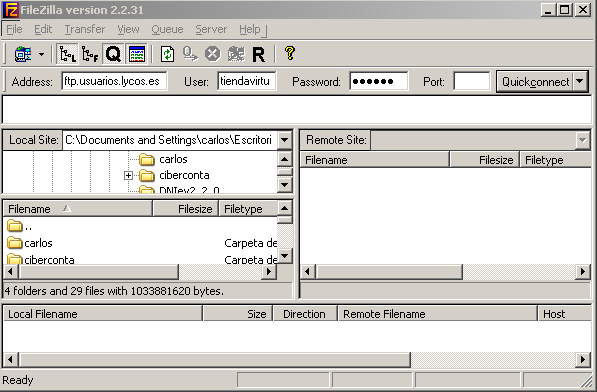 FileZilla version 2.2.31
File Edit Transfer View Queue Server Help
L R Q R ?
Address: ftp.usuarios.lycos.es User: tiendavirtu Password: ●●●●●● Port: Quickconnect
Local Site: C:\Documents and Settings\carlos\Escritori Remote Site:
carlos
ciberconta
DNIev2_2_0
Filename Filesize Filetype
Filename Filesize Filetype
..
carlos Carpeta de
ciberconta Carpeta de
4 folders and 29 files with 1033881620 bytes.
Local Filename Size Direction Remote Filename Host
Ready